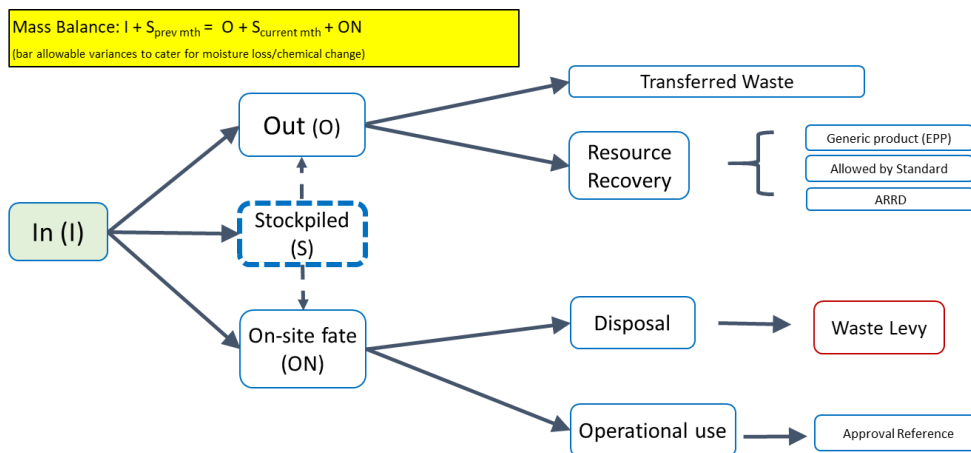 Mass Balance: I + Sprev mth = O + Scurrent mth + ON
(bar allowable variances to cater for moisture loss/chemical change)
Transferred Waste
Out (O)
Generic product (EPP)
Resource
Recovery
Allowed by Standard
ARRD
In (I)
Stockpiled
(S)
On-site fate
(ON)
Disposal
Waste Levy
Operational use
Approval Reference